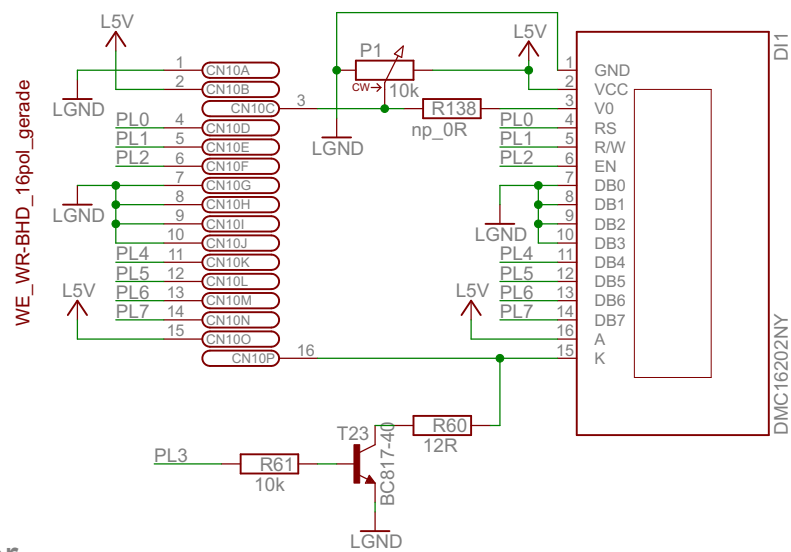 L5V
LGND
1 CN10A
2 CN10B
CN10C 3
PL0 4 CN10D
PL1 5 CN10E
PL2 6 CN10F
7 CN10G
LGND
8 CN10H
9 CN10I
10 CN10J
PL4 11 CN10K
PL5 12 CN10L
PL6 13 CN10M
PL7 14 CN10N
L5V
15 CN10O
CN10P 16
WE_WR-BHD_16pol_gerade
P1
CW→
10k
L5V
LGND
R138
np_0R
DI1
1 GND
2 VCC
3 V0
PL0 4 RS
PL1 5 R/W
PL2 6 EN
7 DB0
8 DB1
9 DB2
LGND
10 DB3
PL4 11 DB4
PL5 12 DB5
PL6 13 DB6
PL7 14 DB7
L5V
16 A
15 K
DMC16202NY
PL3
R61
10k
T23
BC817-40
R60
12R
LGND